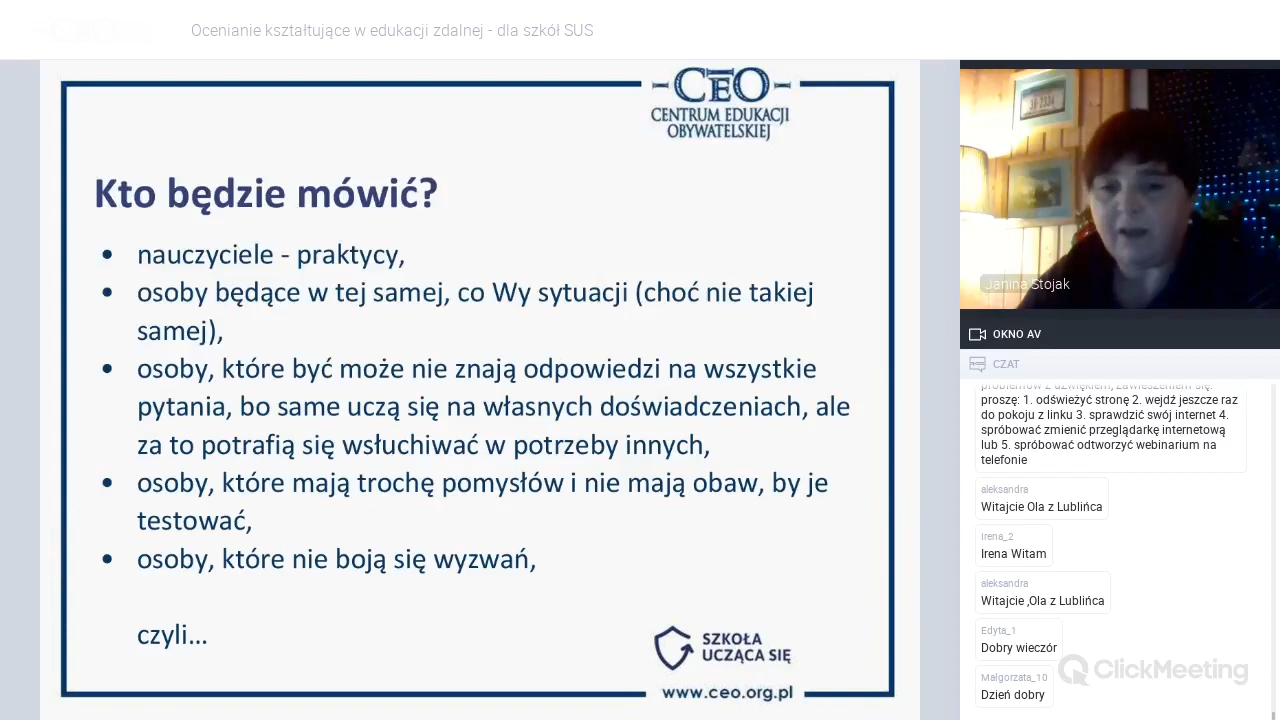 Ocenianie kształtujące w edukacji zdalnej - dla szkół SUS
CEO
CENTRUM EDUKACJI
OBYWATELSKIEJ
Kto będzie mówić?
• nauczyciele - praktycy,
• osoby będące w tej samej, co Wy sytuacji (choć nie takiej
samej),
• osoby, które być może nie znają odpowiedzi na wszystkie
pytania, bo same uczą się na własnych doświadczeniach, ale
za to potrafią się wsłuchiwać w potrzeby innych,
• osoby, które mają trochę pomysłów i nie mają obaw, by je
testować,
• osoby, które nie boją się wyzwań,
czyli...
SZKOŁA
UCZĄCA SIĘ
www.ceo.org.pl
Janina Stojak
OKNO AV
CZAT
problemów z dźwiękiem, zawieszeniem się:
proszę: 1. odświeżyć stronę 2. wejdź jeszcze raz
do pokoju z linku 3. sprawdzić swój internet 4.
spróbować zmienić przeglądarkę internetową
lub 5. spróbować odtworzyć webinarium na
telefonie
aleksandra
Witajcie Ola z Lublińca
Irena_2
Irena Witam
aleksandra
Witajcie ,Ola z Lublińca
Edyta_1
Dobry wieczór
Małgorzata_10
Dzień dobry
ClickMeeting